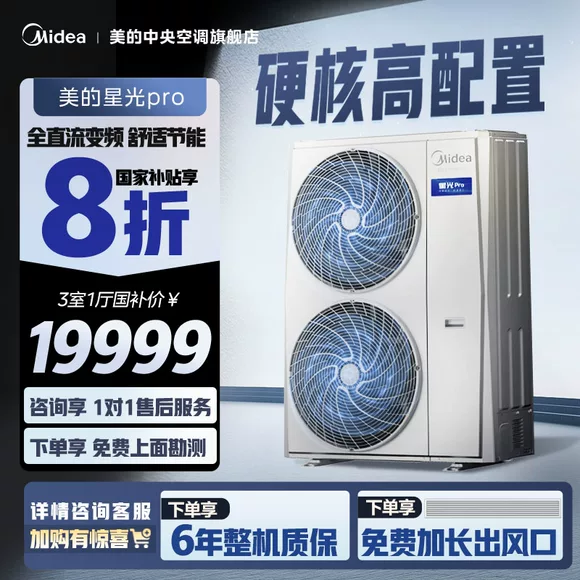 Midea | 美的中央空调旗舰店
美的星光pro
全直流变频 舒适节能
国家补贴享
8折
3室1厅国补价￥
19999
咨询享 1对1售后服务
下单享 免费上面勘测
硬核高配置
Midea
星光Pro
详情咨询客服
加购有惊喜
下单享
6年整机质保
下单享
免费加长出风口